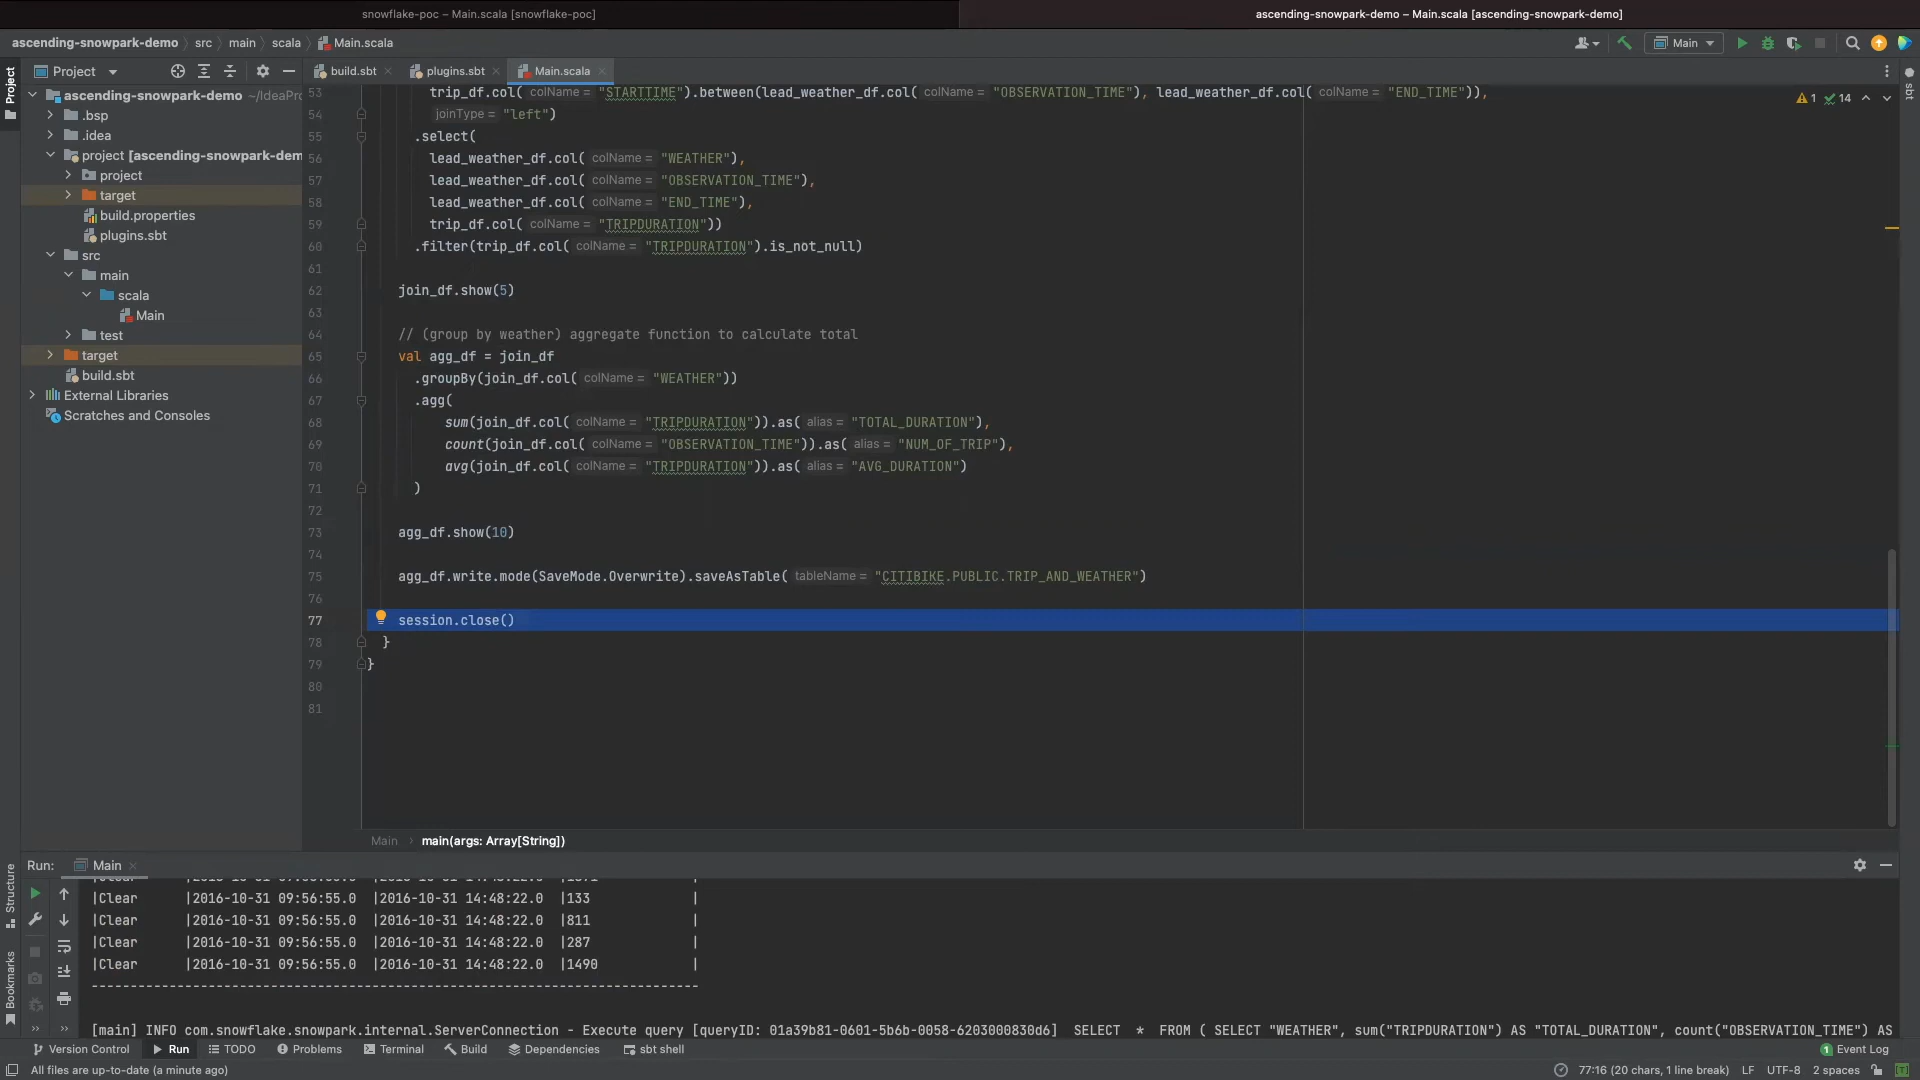 snowflake-poc – Main.scala [snowflake-poc]
ascending-snowpark-demo – Main.scala [ascending-snowpark-demo]
ascending-snowpark-demo › src › main › scala › Main.scala
Main
Project
build.sbt
plugins.sbt
Main.scala
Project
sbt
ascending-snowpark-demo ~/IdeaPro
.bsp
.idea
project [ascending-snowpark-dem
project
target
build.properties
plugins.sbt
src
main
scala
Main
test
target
build.sbt
External Libraries
Scratches and Consoles
1 14
53 trip_df.col( colName = "STARTTIME").between(lead_weather_df.col( colName = "OBSERVATION_TIME"), lead_weather_df.col( colName = "END_TIME")),
54 joinType = "left")
55 .select(
56 lead_weather_df.col( colName = "WEATHER"),
57 lead_weather_df.col( colName = "OBSERVATION_TIME"),
58 lead_weather_df.col( colName = "END_TIME"),
59 trip_df.col( colName = "TRIPDURATION"))
60 .filter(trip_df.col( colName = "TRIPDURATION").is_not_null)
61
62 join_df.show(5)
63
64 // (group by weather) aggregate function to calculate total
65 val agg_df = join_df
66 .groupBy(join_df.col( colName = "WEATHER"))
67 .agg(
68 sum(join_df.col( colName = "TRIPDURATION")).as( alias = "TOTAL_DURATION"),
69 count(join_df.col( colName = "OBSERVATION_TIME")).as( alias = "NUM_OF_TRIP"),
70 avg(join_df.col( colName = "TRIPDURATION")).as( alias = "AVG_DURATION")
71 )
72
73 agg_df.show(10)
74
75 agg_df.write.mode(SaveMode.Overwrite).saveAsTable( tableName = "CITIBIKE.PUBLIC.TRIP_AND_WEATHER")
76
77 session.close()
78 }
79 }
80
81
Main › main(args: Array[String])
Run: Main
Structure
Bookmarks
|Clear |2016-10-31 09:56:55.0 |2016-10-31 14:48:22.0 |133 |
|Clear |2016-10-31 09:56:55.0 |2016-10-31 14:48:22.0 |811 |
|Clear |2016-10-31 09:56:55.0 |2016-10-31 14:48:22.0 |287 |
|Clear |2016-10-31 09:56:55.0 |2016-10-31 14:48:22.0 |1490 |
------------------------------------------------------------------------------
[main] INFO com.snowflake.snowpark.internal.ServerConnection - Execute query [queryID: 01a39b81-0601-5b6b-0058-6203000830d6] SELECT * FROM ( SELECT "WEATHER", sum("TRIPDURATION") AS "TOTAL_DURATION", count("OBSERVATION_TIME") AS
Version Control Run TODO Problems Terminal Build Dependencies sbt shell
1 Event Log
All files are up-to-date (a minute ago)
77:16 (20 chars, 1 line break) LF UTF-8 2 spaces